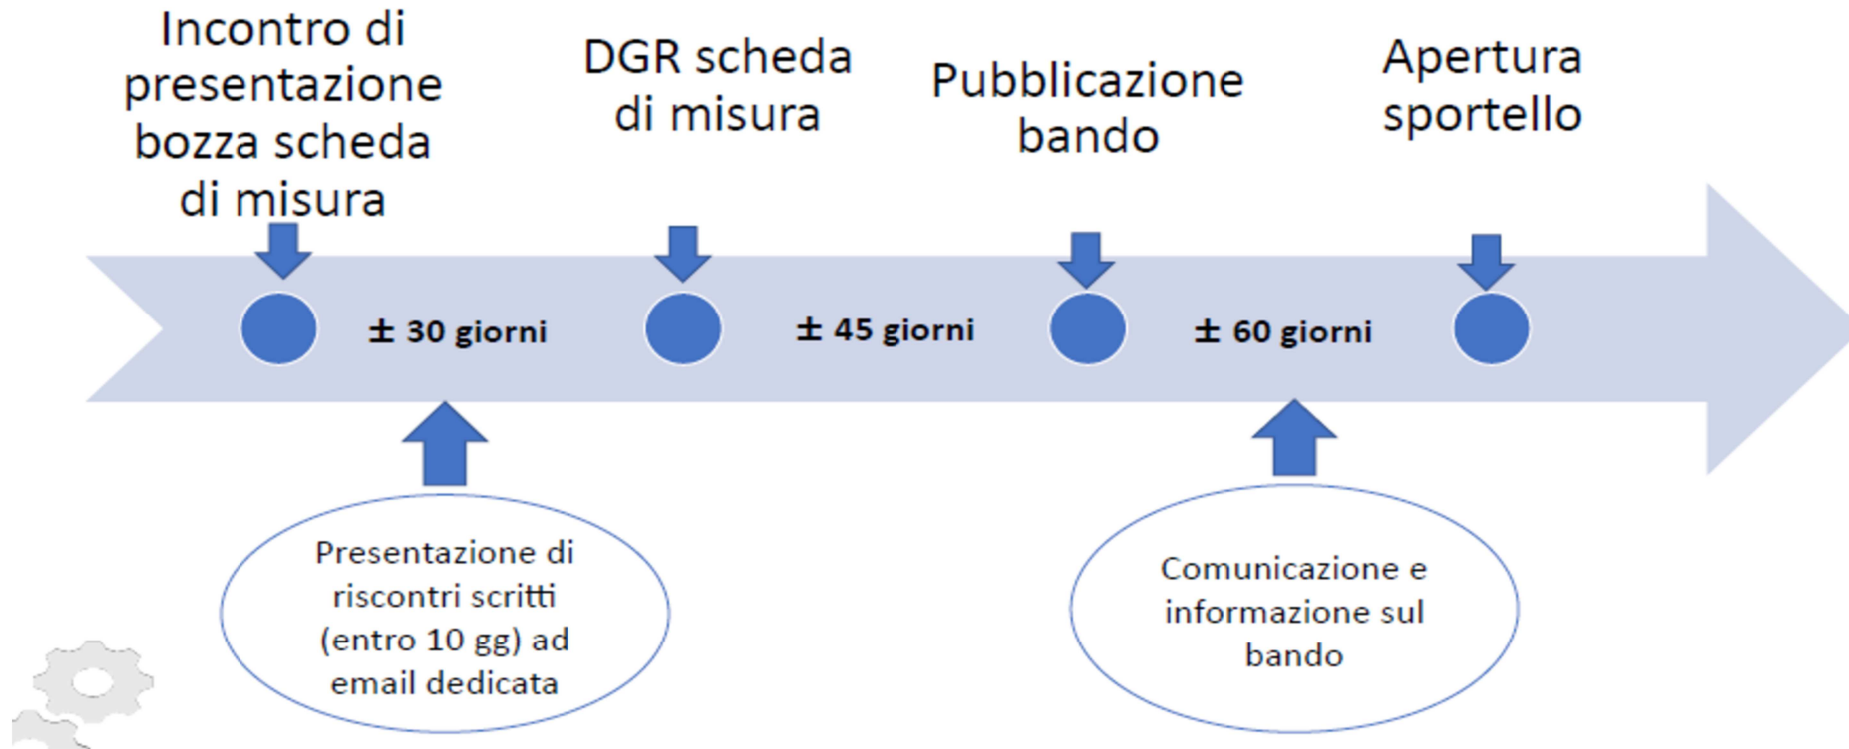 Incontro di
presentazione
bozza scheda
di misura
DGR scheda
di misura
Pubblicazione
bando
Apertura
sportello
± 30 giorni
± 45 giorni
± 60 giorni
Presentazione di
riscontri scritti
(entro 10 gg) ad
email dedicata
Comunicazione e
informazione sul
bando